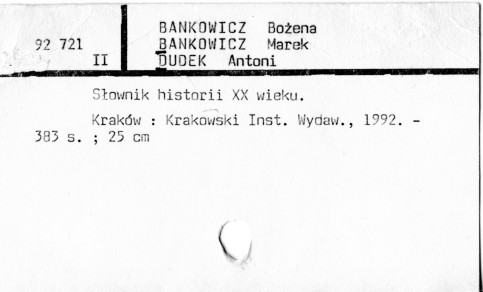 BANKOWICZ Bożena
92 721 BANKOWICZ Marek
II DUDEK Antoni
Słownik historii XX wieku.
Kraków : Krakowski Inst. Wydaw., 1992. -
383 s. ; 25 cm